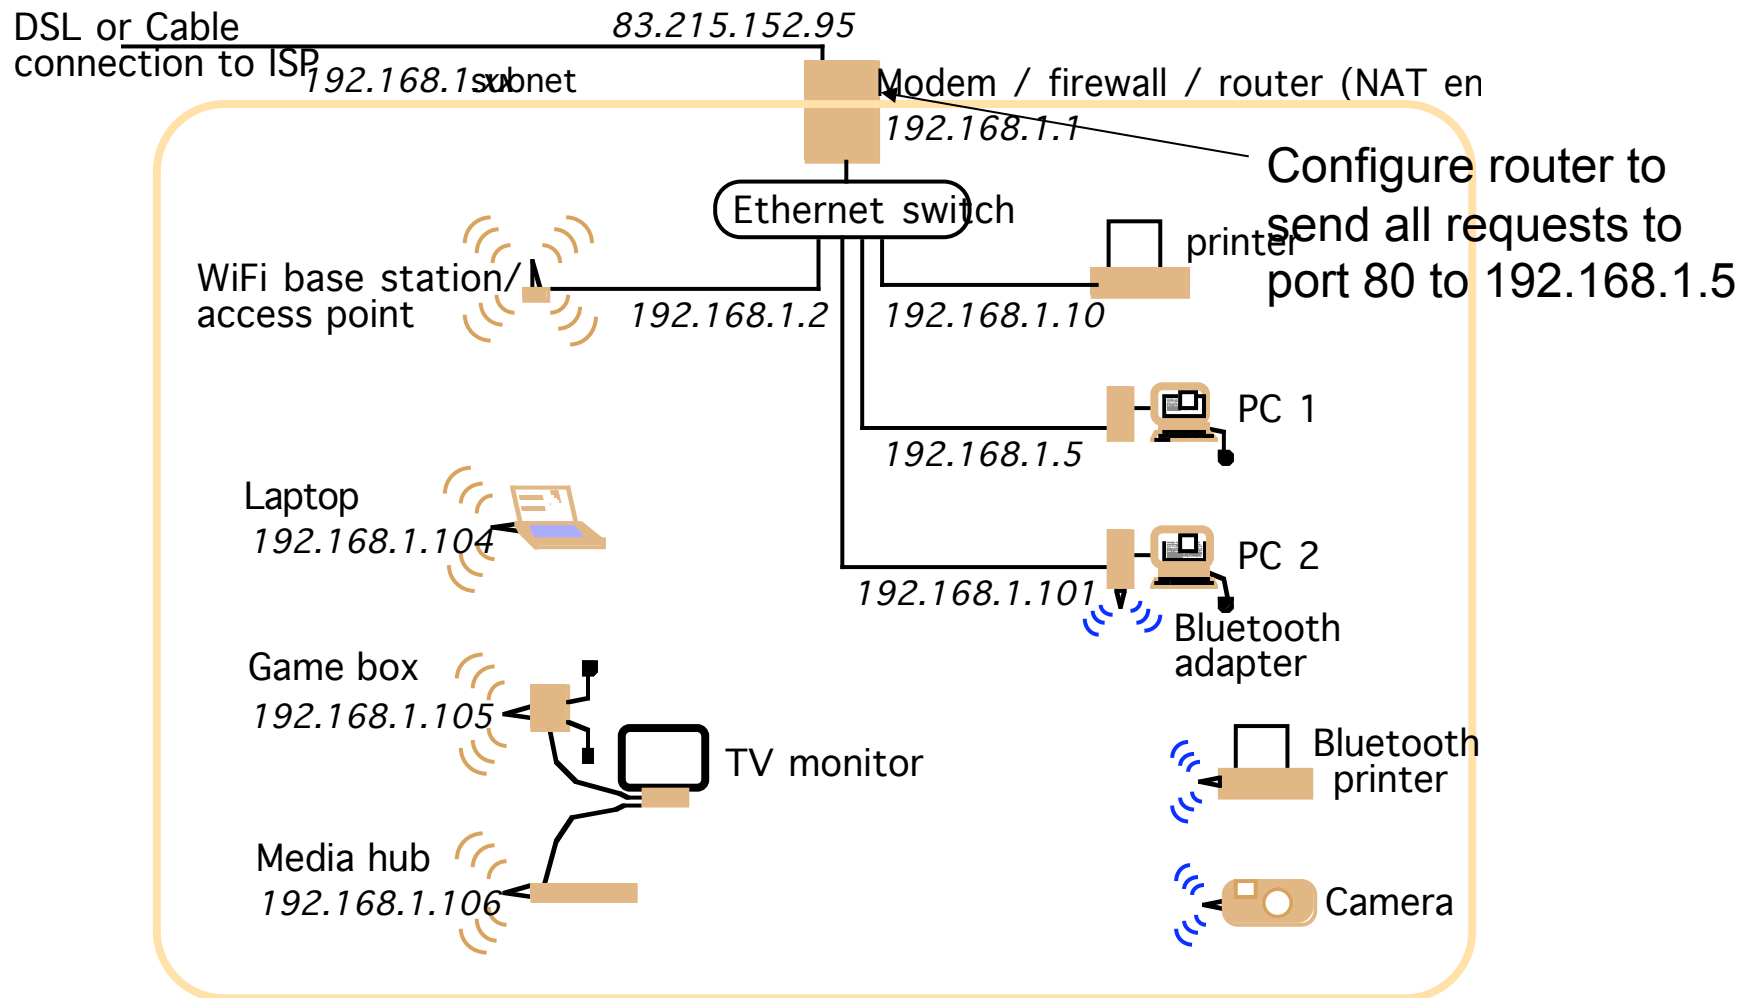 DSL or Cable
connection to ISP
83.215.152.95
192.168.1.xx subnet
Modem / firewall / router (NAT en
192.168.1.1
Configure router to
send all requests to
port 80 to 192.168.1.5
Ethernet switch
printer
WiFi base station/
access point
192.168.1.2
192.168.1.10
PC 1
192.168.1.5
Laptop
192.168.1.104
PC 2
192.168.1.101
Bluetooth
adapter
Game box
192.168.1.105
TV monitor
Bluetooth
printer
Media hub
192.168.1.106
Camera